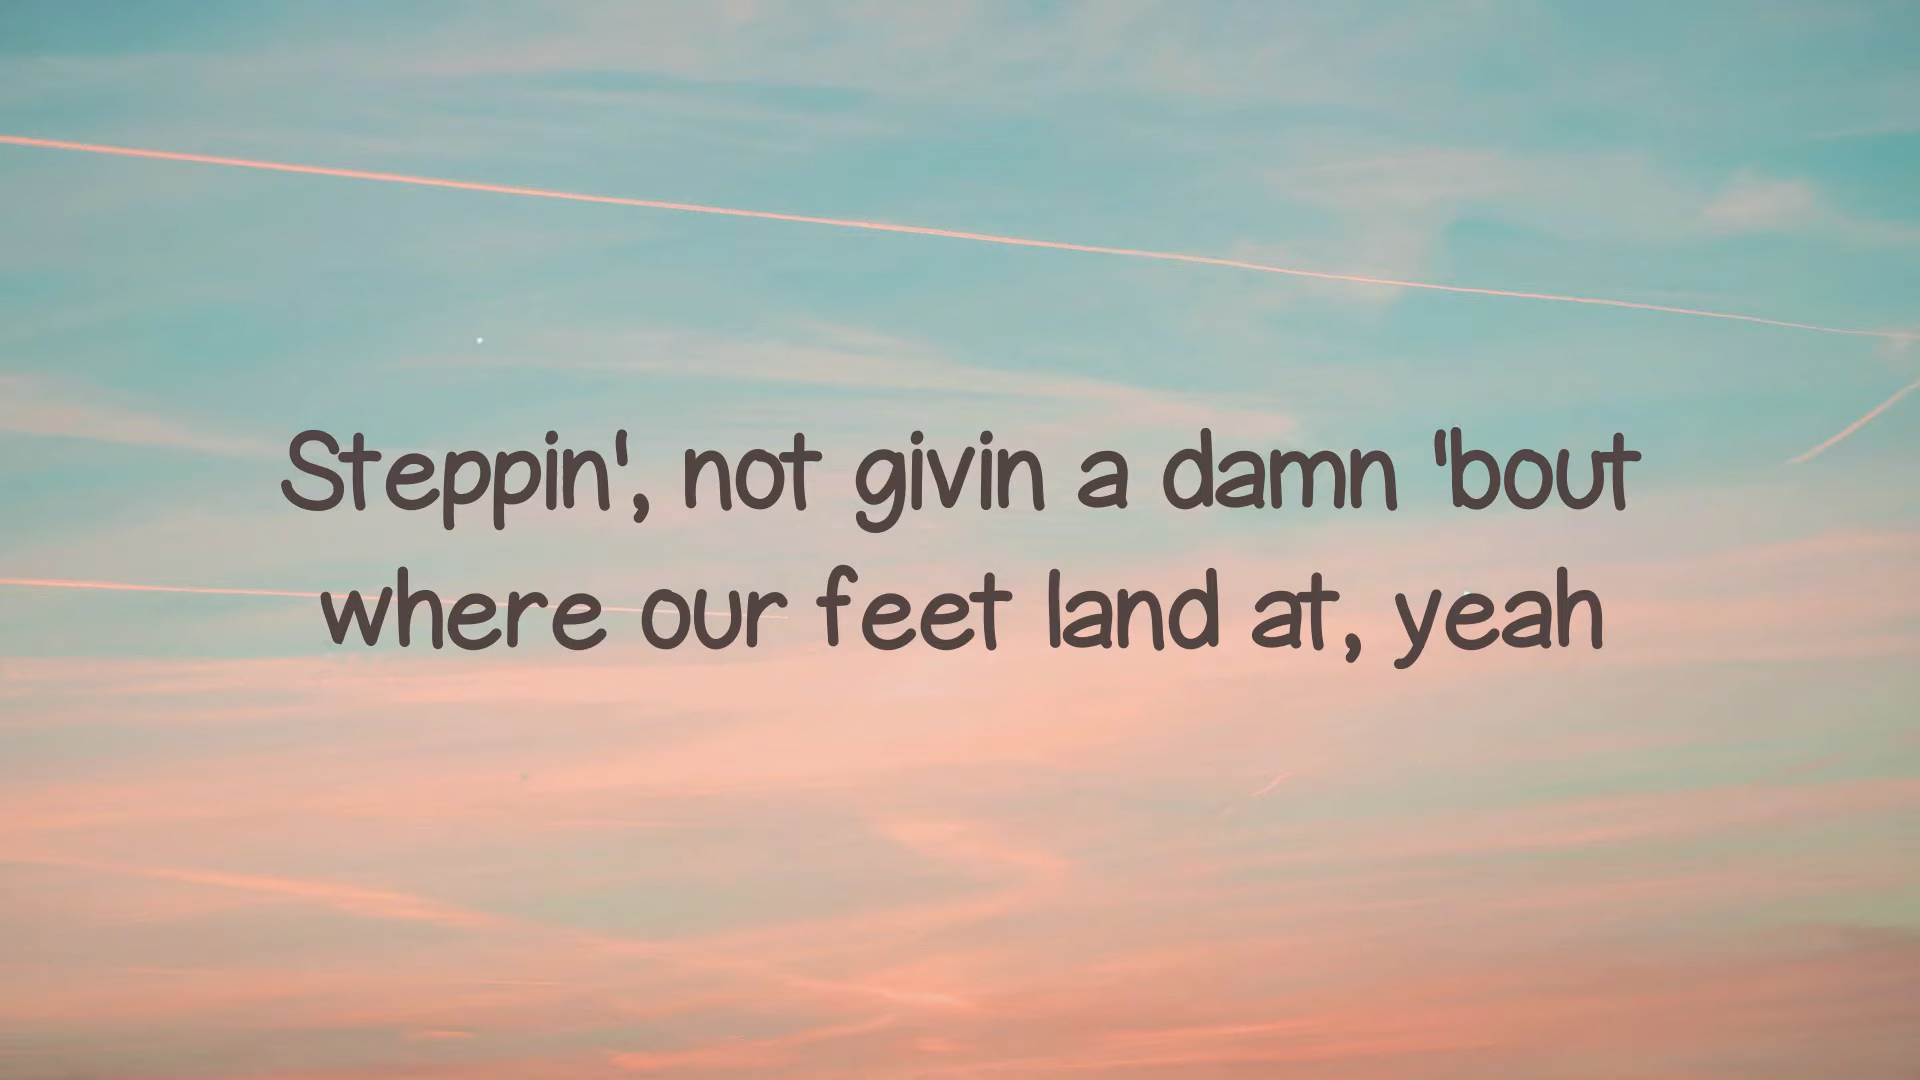 Steppin', not givin a damn 'bout
where our feet land at, yeah